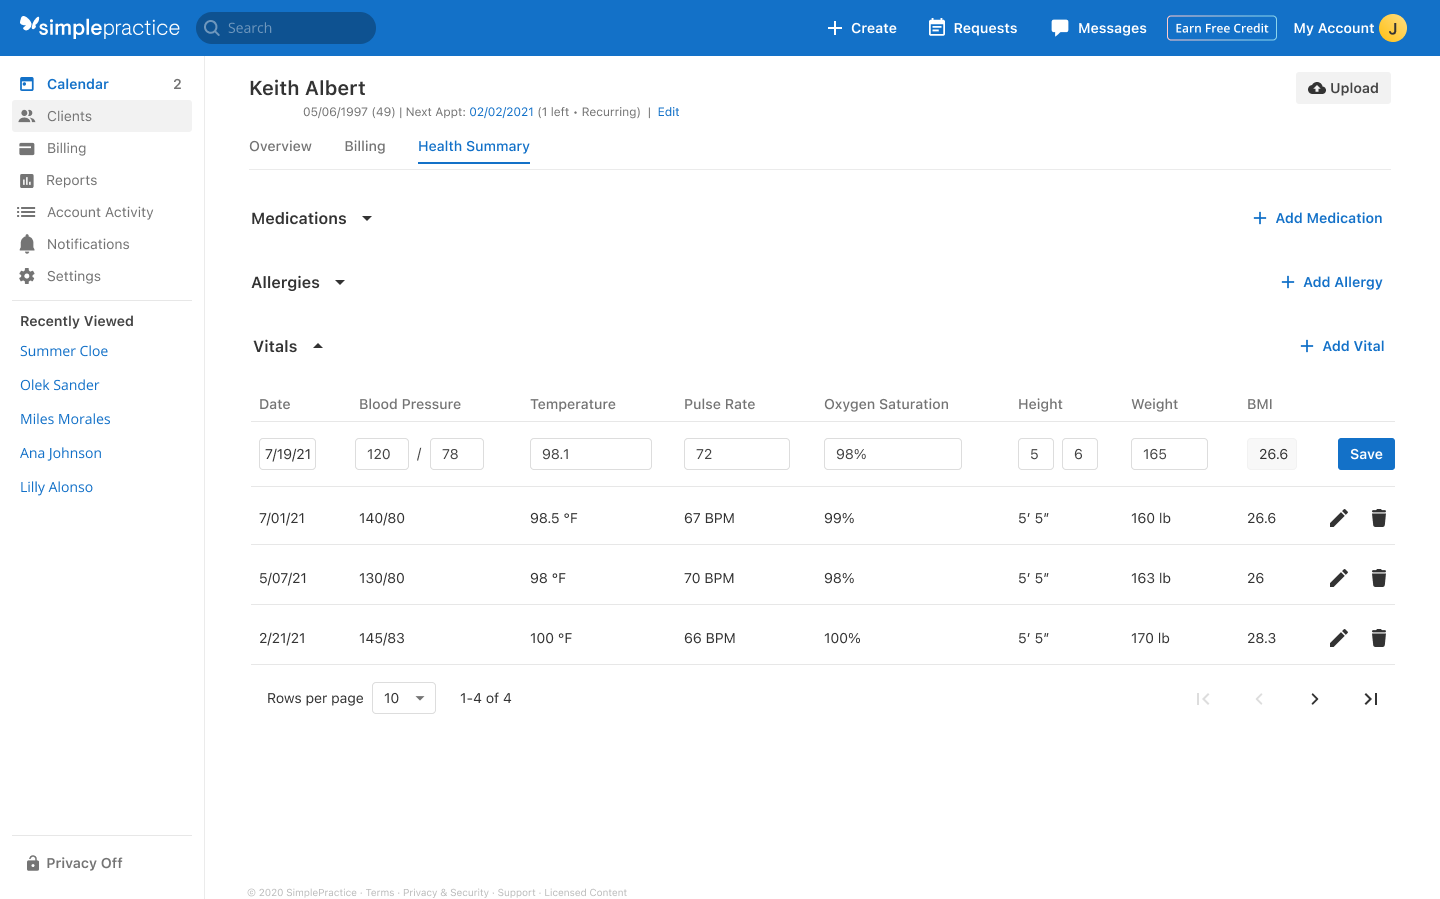 simplepractice
Search
Create
Requests
Messages
Earn Free Credit
My Account
J
Calendar 2
Clients
Billing
Reports
Account Activity
Notifications
Settings
Recently Viewed
Summer Cloe
Olek Sander
Miles Morales
Ana Johnson
Lilly Alonso
Privacy Off
Keith Albert
Upload
05/06/1997 (49) | Next Appt: 02/02/2021 (1 left • Recurring) | Edit
Overview Billing Health Summary
Medications
Add Medication
Allergies
Add Allergy
Vitals
Add Vital
Date Blood Pressure Temperature Pulse Rate Oxygen Saturation Height Weight BMI
7/19/21 120 / 78 98.1 72 98% 5 6 165 26.6 Save
7/01/21 140/80 98.5 °F 67 BPM 99% 5’ 5” 160 lb 26.6
5/07/21 130/80 98 °F 70 BPM 98% 5’ 5” 163 lb 26
2/21/21 145/83 100 °F 66 BPM 100% 5’ 5” 170 lb 28.3
Rows per page 10 1-4 of 4
© 2020 SimplePractice · Terms · Privacy & Security · Support · Licensed Content